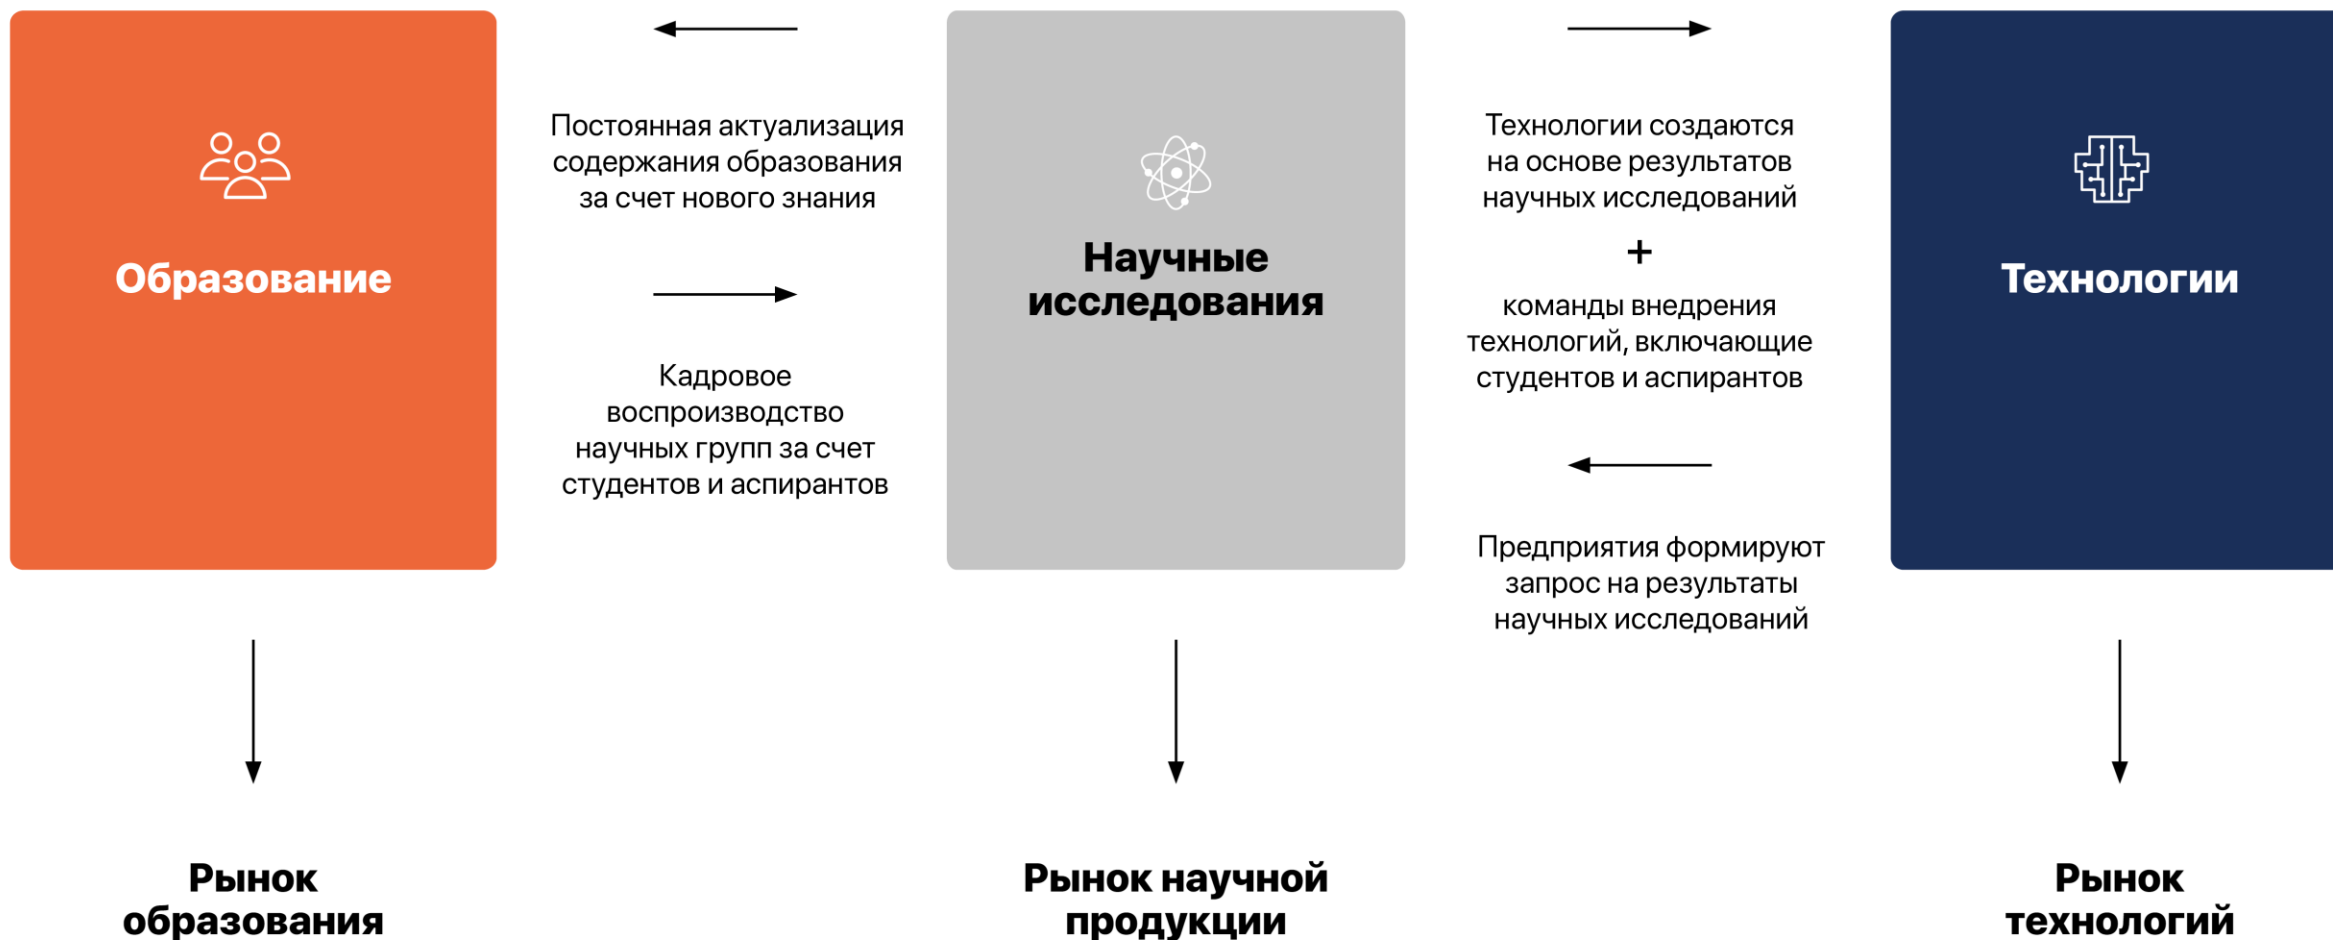 Образование
Постоянная актуализация
содержания образования
за счет нового знания
Кадровое
воспроизводство
научных групп за счет
студентов и аспирантов
Научные
исследования
Технологии создаются
на основе результатов
научных исследований
+
команды внедрения
технологий, включающие
студентов и аспирантов
Предприятия формируют
запрос на результаты
научных исследований
Технологии
Рынок
образования
Рынок научной
продукции
Рынок
технологий